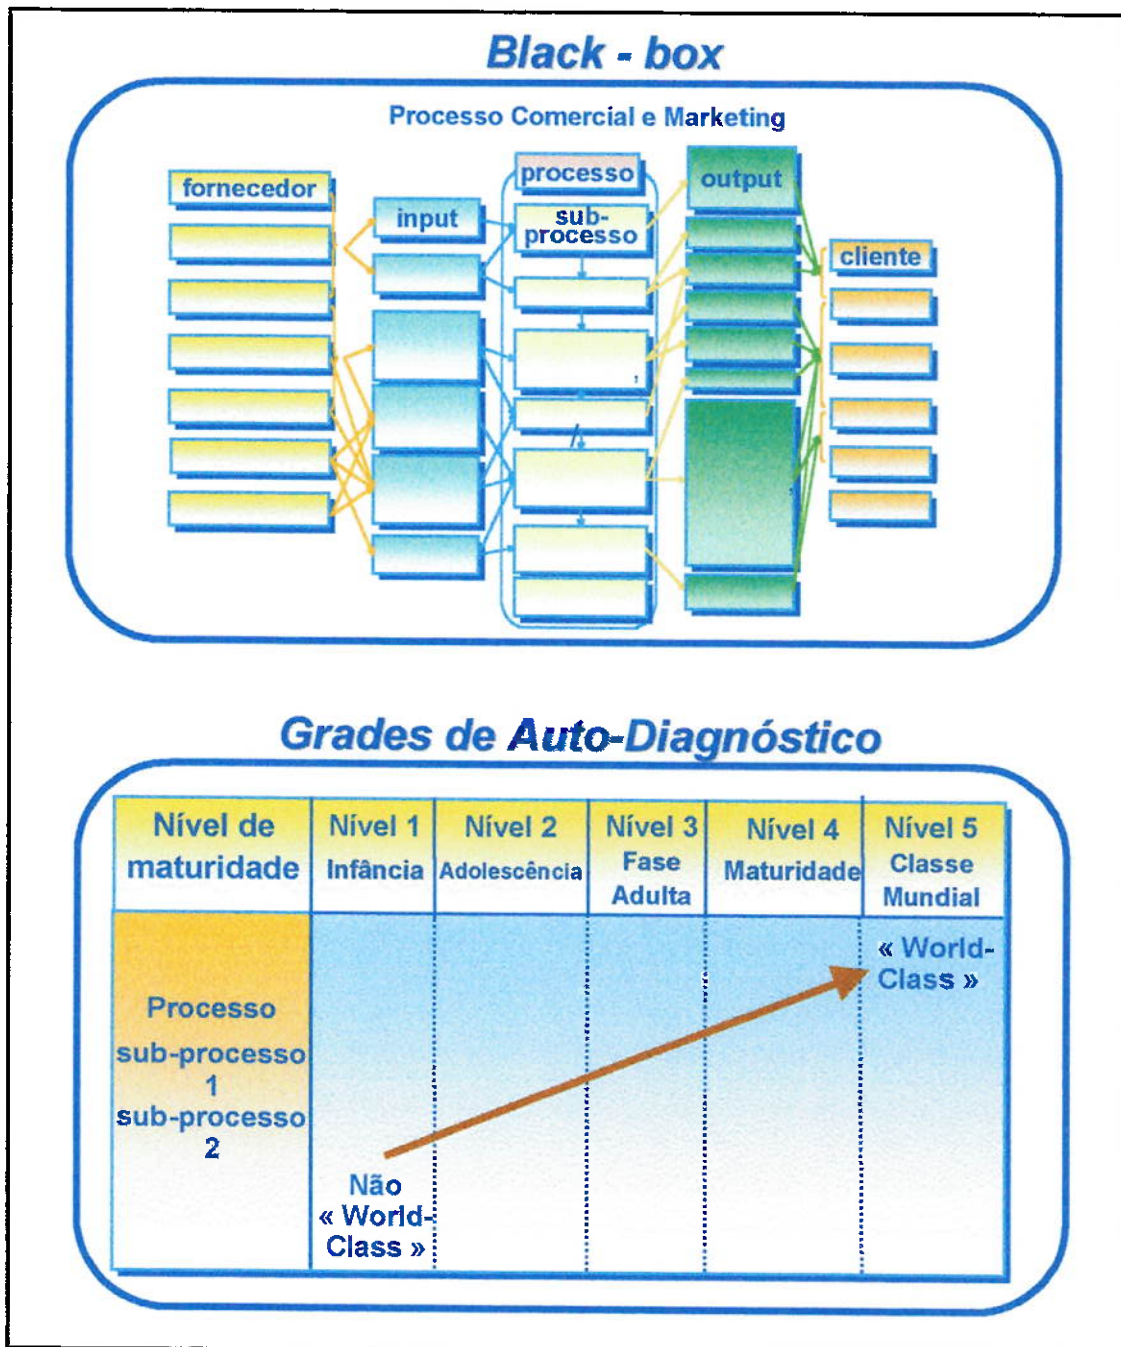 Black - box
Processo Comercial e Marketing
fornecedor
input
processo
sub-
processo
output
cliente
,
/
,
Grades de Auto-Diagnóstico
Nível de
maturidade
Nível 1
Infância
Nível 2
Adolescência
Nível 3
Fase
Adulta
Nível 4
Maturidade
Nível 5
Classe
Mundial
Processo
sub-processo
1
sub-processo
2
« World-
Class »
Não
« World-
Class »